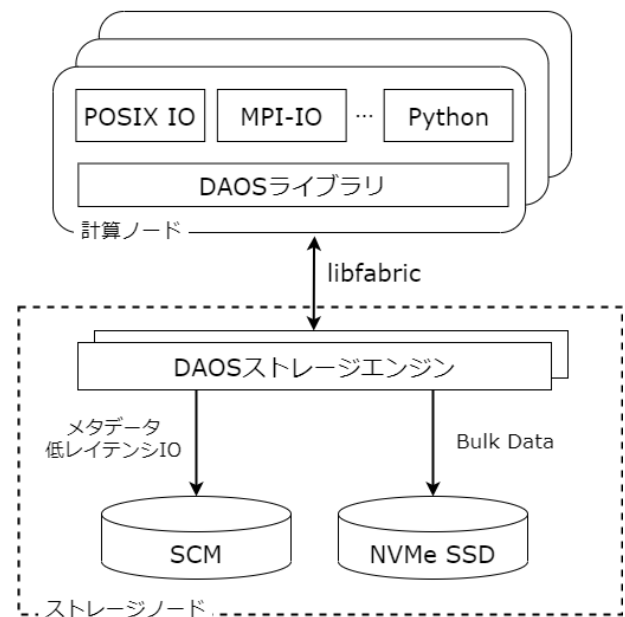 POSIX IO
MPI-IO
…
Python
DAOSライブラリ
計算ノード
libfabric
DAOSストレージエンジン
メタデータ
低レイテンシIO
Bulk Data
SCM
NVMe SSD
ストレージノード